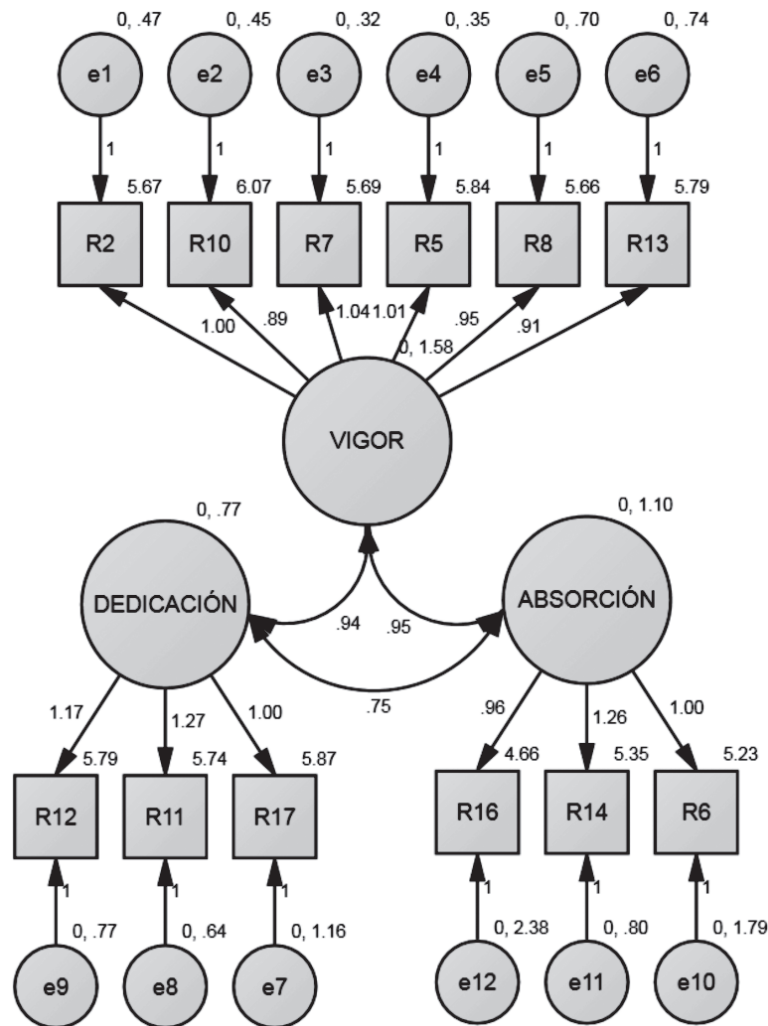 0, .47 0, .45 0, .32 0, .35 0, .70 0, .74
e1 e2 e3 e4 e5 e6
1 1 1 1 1 1
5.67 6.07 5.69 5.84 5.66 5.79
R2 R10 R7 R5 R8 R13
1.00 .89 1.04 1.01 .95 .91
0, 1.58
VIGOR
0, .77 0, 1.10
DEDICACIÓN ABSORCIÓN
.94 .95
.75
1.17 1.27 1.00 .96 1.26 1.00
5.79 5.74 5.87 4.66 5.35 5.23
R12 R11 R17 R16 R14 R6
1 1 1 1 1 1
0, .77 0, .64 0, 1.16 0, 2.38 0, .80 0, 1.79
e9 e8 e7 e12 e11 e10